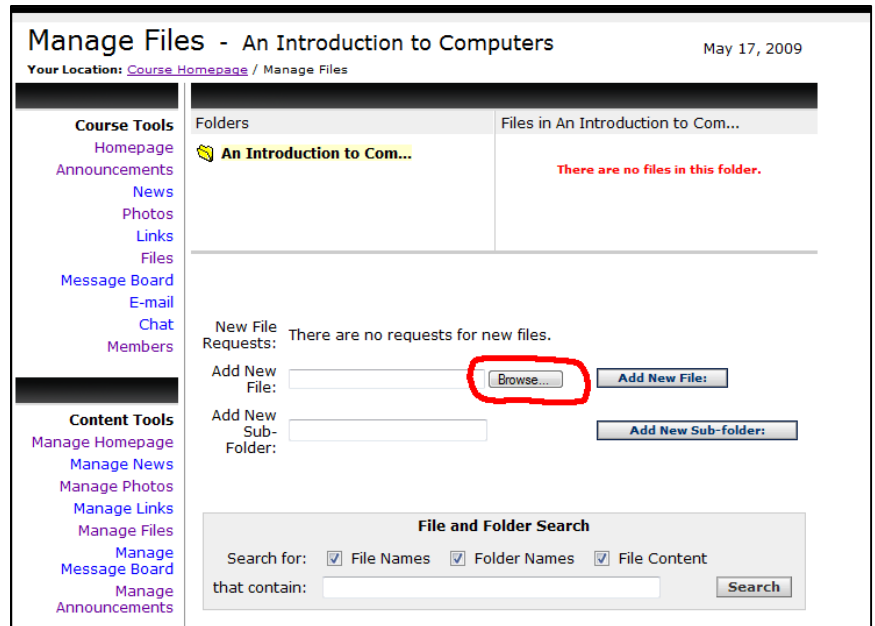 Manage Files - An Introduction to Computers
May 17, 2009
Your Location: Course Homepage / Manage Files
Course Tools
Homepage
Announcements
News
Photos
Links
Files
Message Board
E-mail
Chat
Members
Content Tools
Manage Homepage
Manage News
Manage Photos
Manage Links
Manage Files
Manage
Message Board
Manage
Announcements
Folders
An Introduction to Com...
Files in An Introduction to Com...
There are no files in this folder.
New File
Requests:
There are no requests for new files.
Add New
File:
Browse...
Add New File:
Add New
Sub-
Folder:
Add New Sub-folder:
File and Folder Search
Search for: File Names Folder Names File Content
that contain:
Search